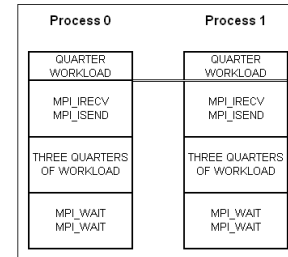 Process 0
Process 1
QUARTER
WORKLOAD
QUARTER
WORKLOAD
MPI_IRECV
MPI_ISEND
MPI_IRECV
MPI_ISEND
THREE QUARTERS
OF WORKLOAD
THREE QUARTERS
OF WORKLOAD
MPI_WAIT
MPI_WAIT
MPI_WAIT
MPI_WAIT